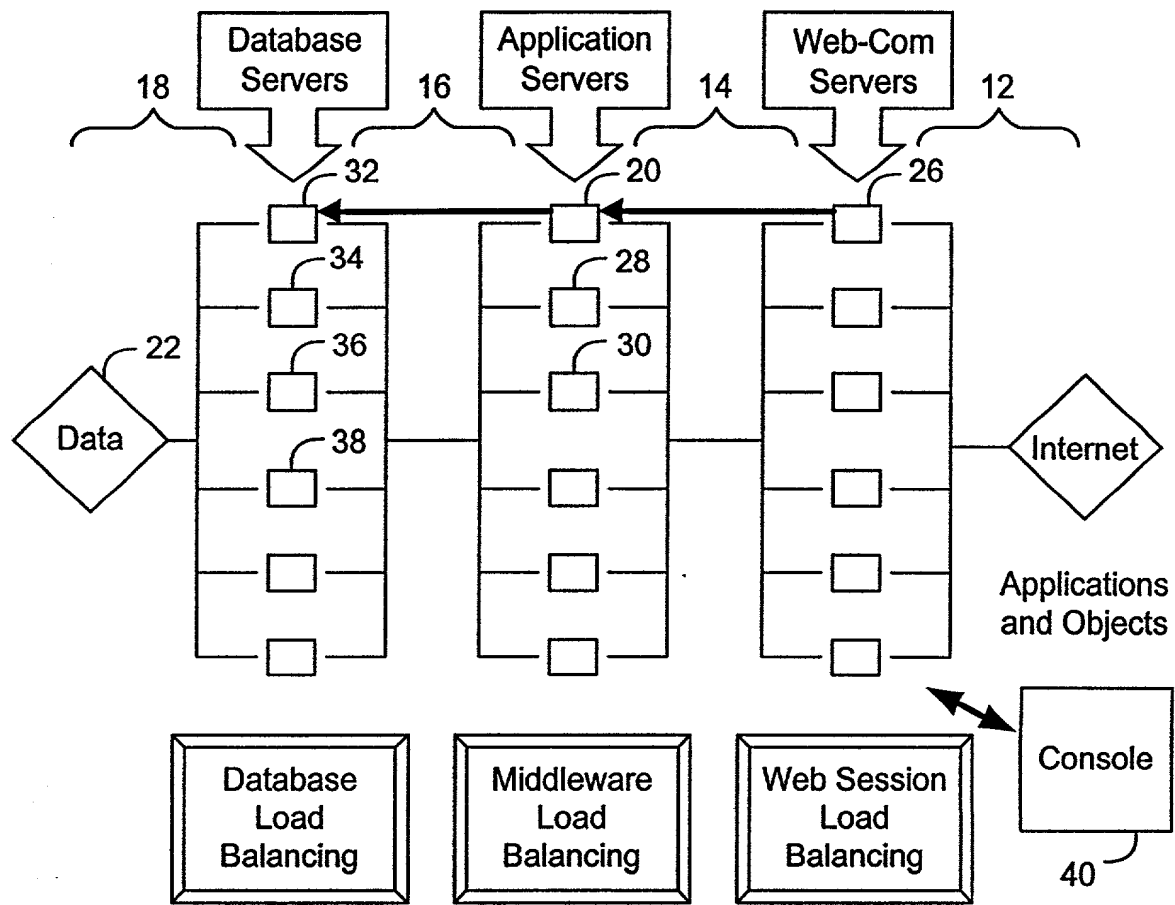 Database
Servers
Application
Servers
Web-Com
Servers
18
16
14
12
32
20
26
34
28
22
36
30
Data
38
Internet
Applications
and Objects
Database
Load
Balancing
Middleware
Load
Balancing
Web Session
Load
Balancing
Console
40